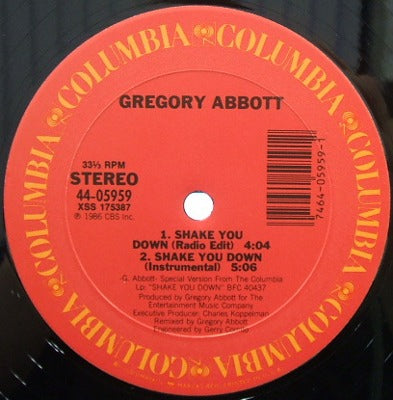 COLUMBIA COLUMBIA COLUMBIA COLUMBIA COLUMBIA COLUMBIA
GREGORY ABBOTT
33⅓ RPM
STEREO
44-05959
XSS 175387
℗ 1986 CBS Inc.
7464-05959-1
1. SHAKE YOU
DOWN (Radio Edit) 4:04
2. SHAKE YOU DOWN
(Instrumental) 5:06
-G. Abbott- Special Version From The Columbia
Lp: "SHAKE YOU DOWN" BFC 40437
Produced by Gregory Abbott for The
Entertainment Music Company
Executive Producer: Charles Koppelman
Remixed by Gregory Abbott
Engineered by Gerry